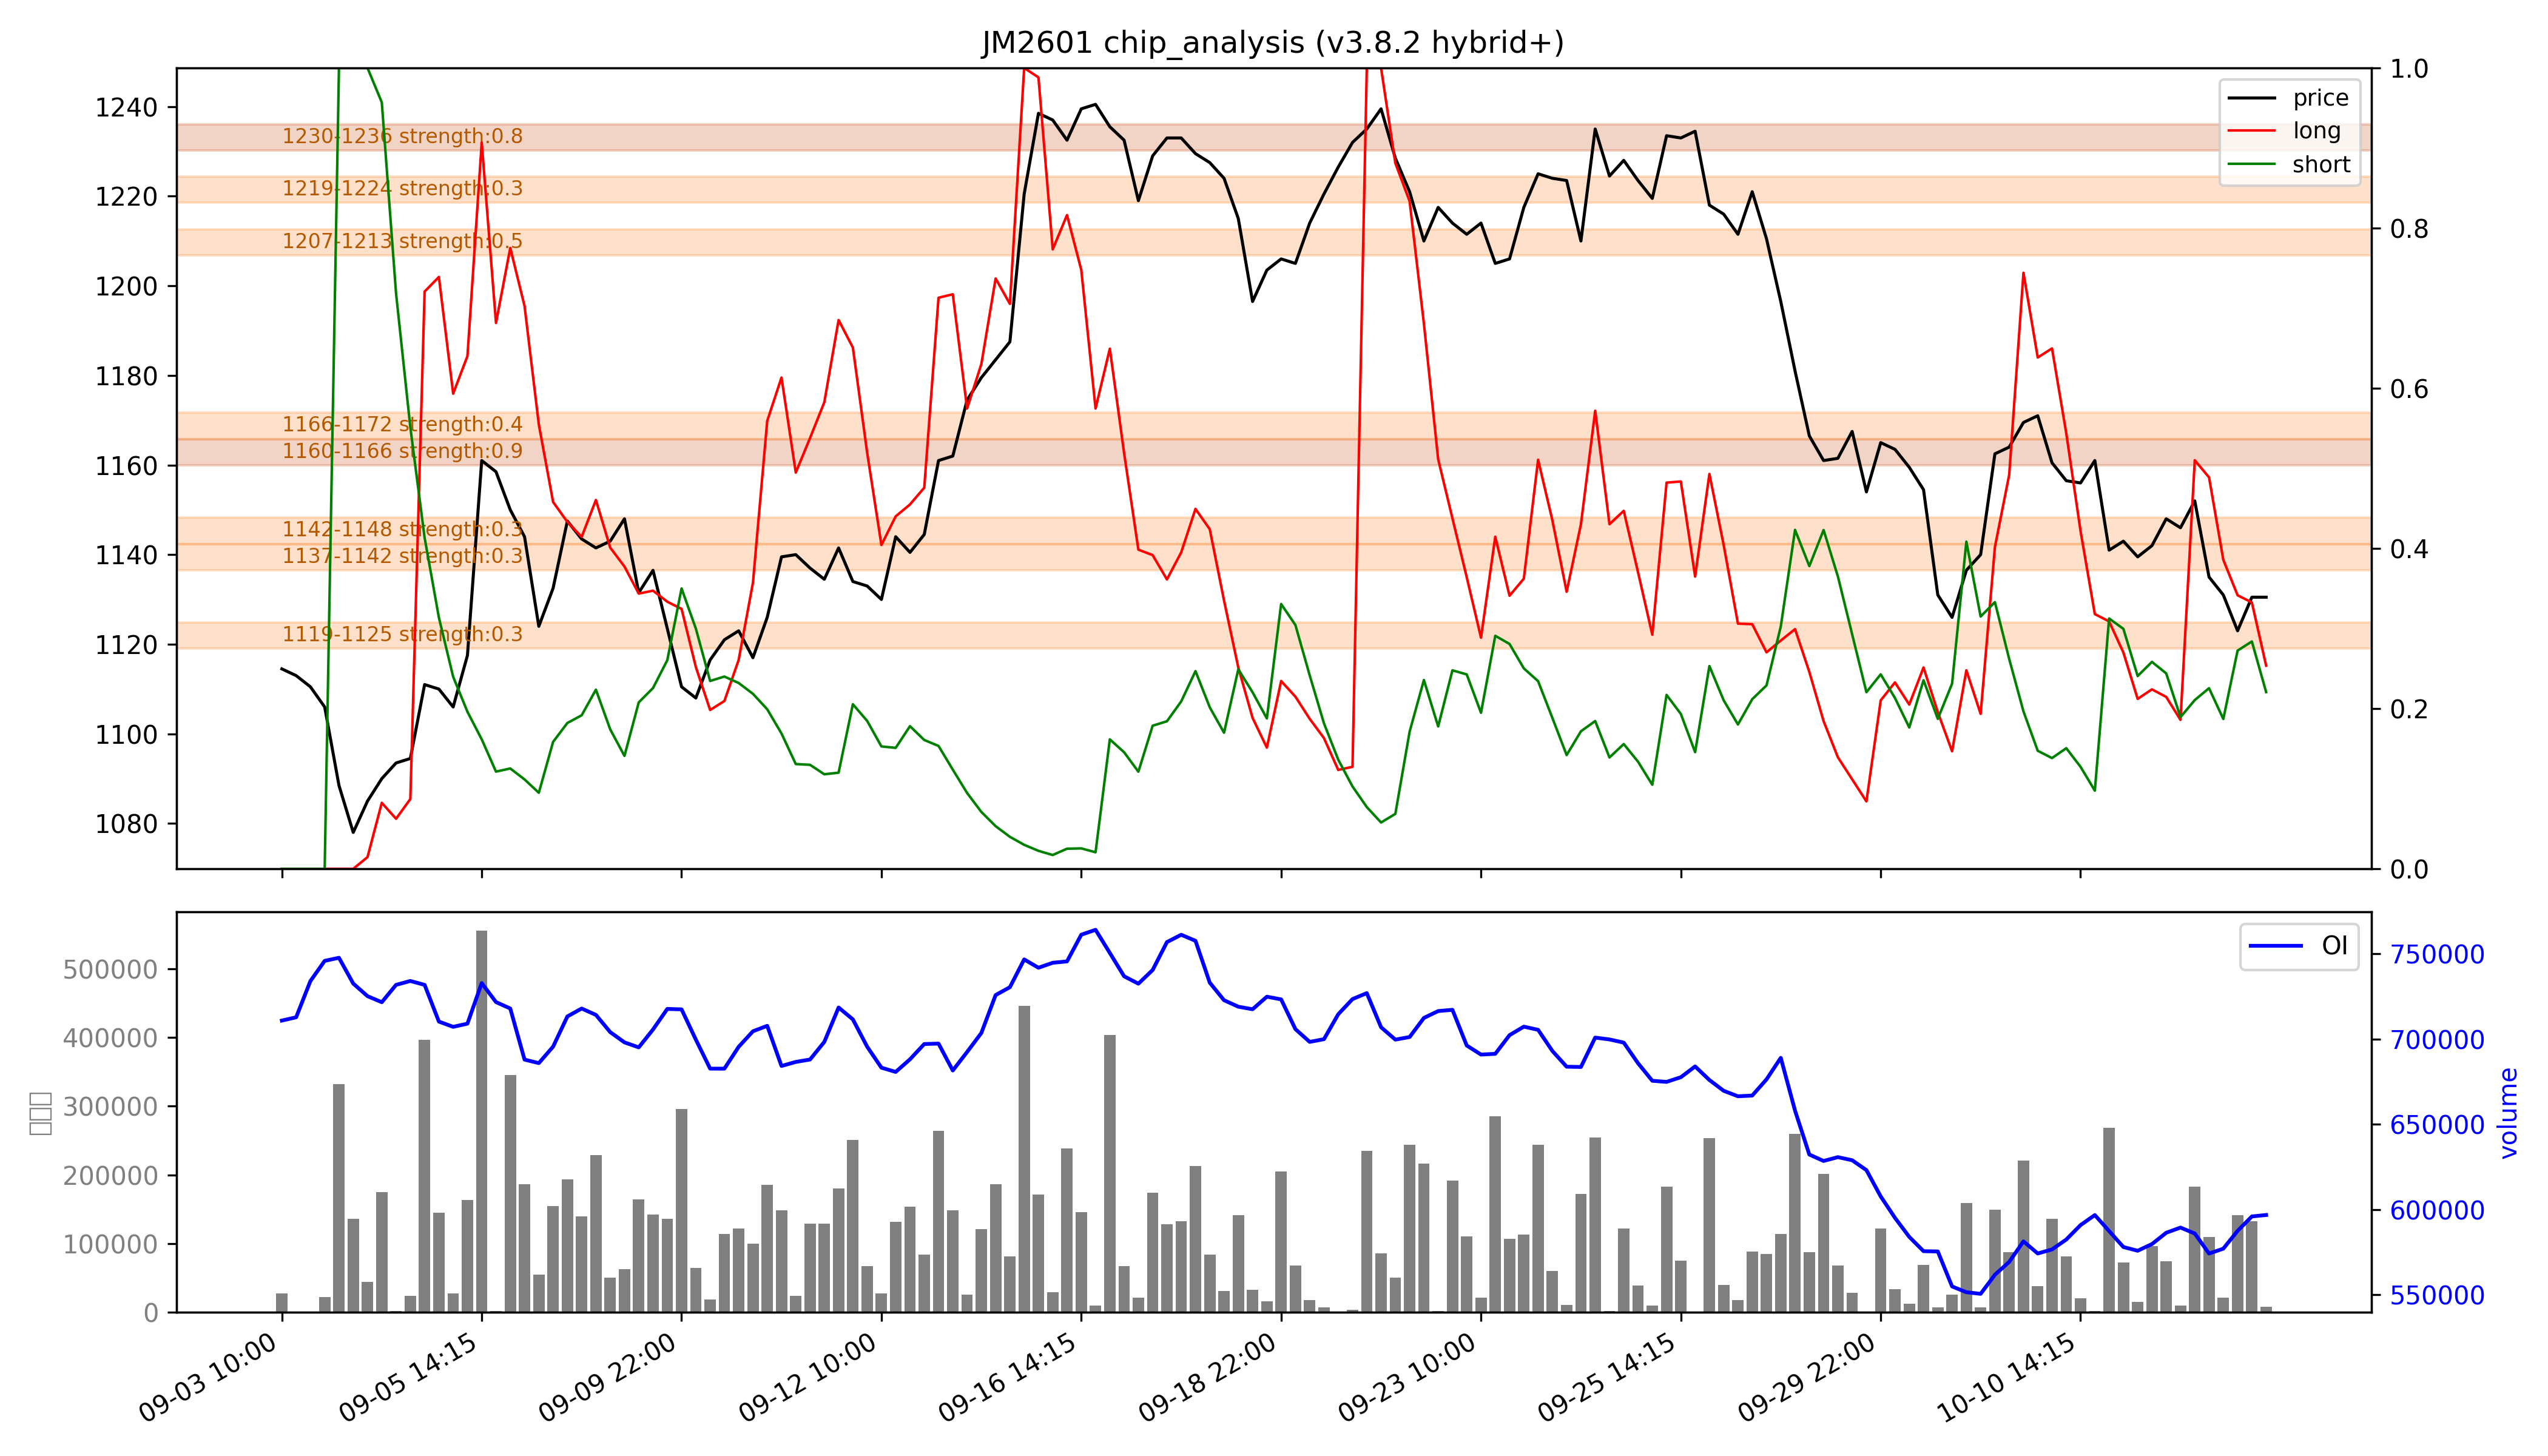 JM2601 chip_analysis (v3.8.2 hybrid+)
1240
1220
1200
1180
1160
1140
1120
1100
1080
1230-1236 strength:0.8
1219-1224 strength:0.3
1207-1213 strength:0.5
1166-1172 strength:0.4
1160-1166 strength:0.9
1142-1148 strength:0.3
1137-1142 strength:0.3
1119-1125 strength:0.3
price
long
short
1.0
0.8
0.6
0.4
0.2
0.0
500000
400000
300000
200000
100000
0
OI
750000
700000
650000
600000
550000
volume
09-03 10:00
09-05 14:15
09-09 22:00
09-12 10:00
09-16 14:15
09-18 22:00
09-23 10:00
09-25 14:15
09-29 22:00
10-10 14:15